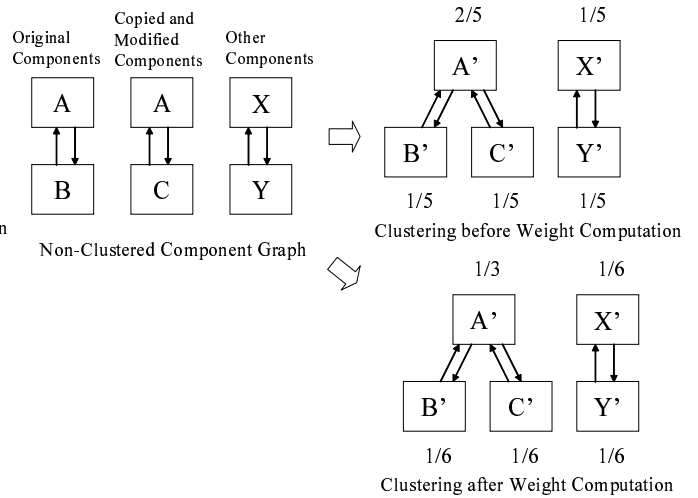 Original
Components
Copied and
Modified
Components
Other
Components
A
A
X
B
C
Y
n
Non-Clustered Component Graph
2/5
1/5
A’
X’
B’
C’
Y’
1/5
1/5
1/5
Clustering before Weight Computation
1/3
1/6
A’
X’
B’
C’
Y’
1/6
1/6
1/6
Clustering after Weight Computation